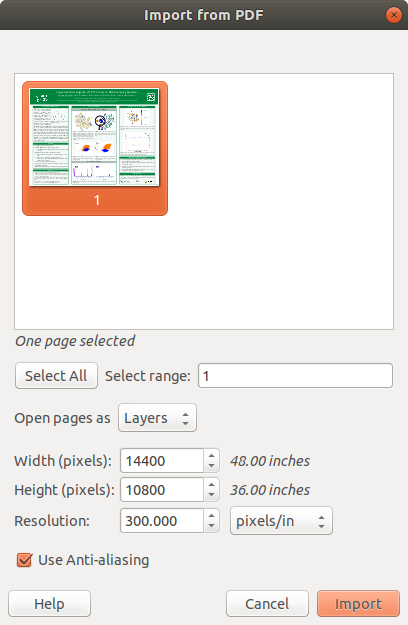 Import from PDF
1
One page selected
Select All Select range: 1
Open pages as Layers
Width (pixels): 14400 48.00 inches
Height (pixels): 10800 36.00 inches
Resolution: 300.000 pixels/in
Use Anti-aliasing
Help Cancel Import